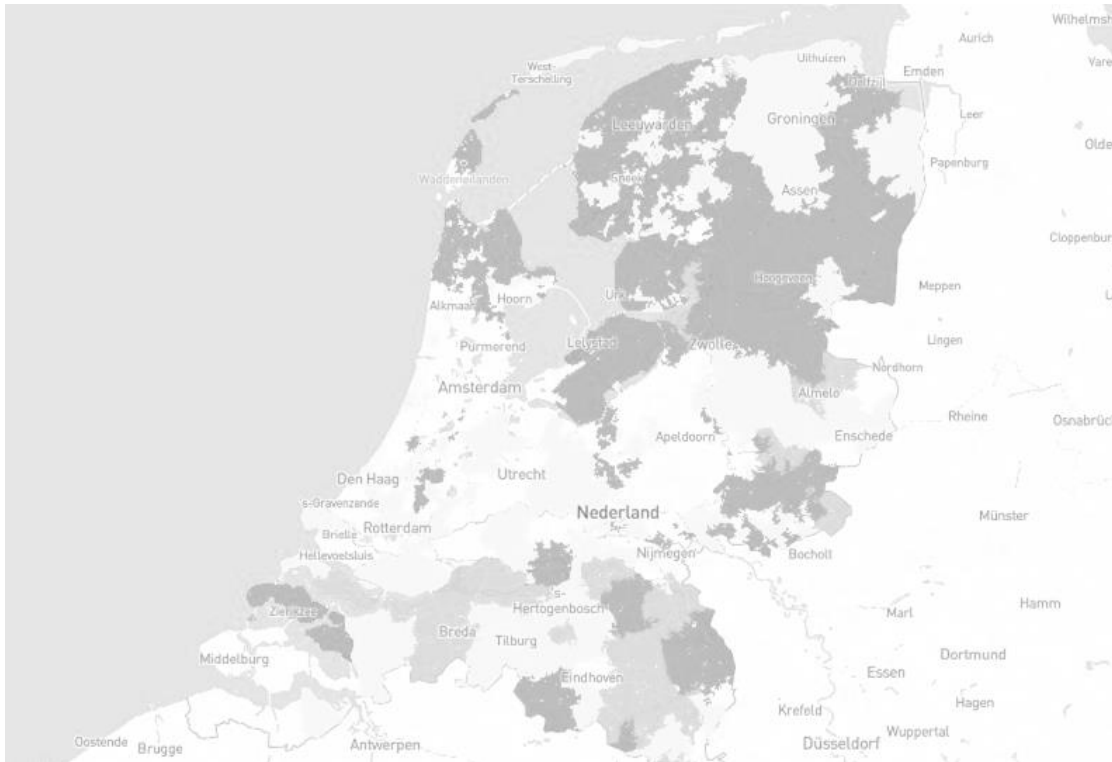 Wilhelmsh
Aurich
Uithuizen
Vare
West-
Terschelling
Emden
Delfzijl
Leer
Groningen
Leeuwarden
Olde
Papenburg
Waddeneilanden
Sneek
Assen
Cloppenbur
Hoogeveen
Meppen
Urk
Hoorn
Alkmaar
Lelystad
Zwolle
Lingen
Purmerend
Nordhorn
Amsterdam
Almelo
Rheine
Osnabrüc
Apeldoorn
Enschede
Utrecht
Den Haag
s-Gravenzande
Nederland
Münster
Rotterdam
Brielle
Nijmegen
Bocholt
Hellevoetsluis
s-
Hertogenbosch
Marl
Hamm
Breda
Tilburg
Middelburg
Dortmund
Essen
Eindhoven
Hagen
Krefeld
Wuppertal
Oostende
Brugge
Antwerpen
Düsseldorf